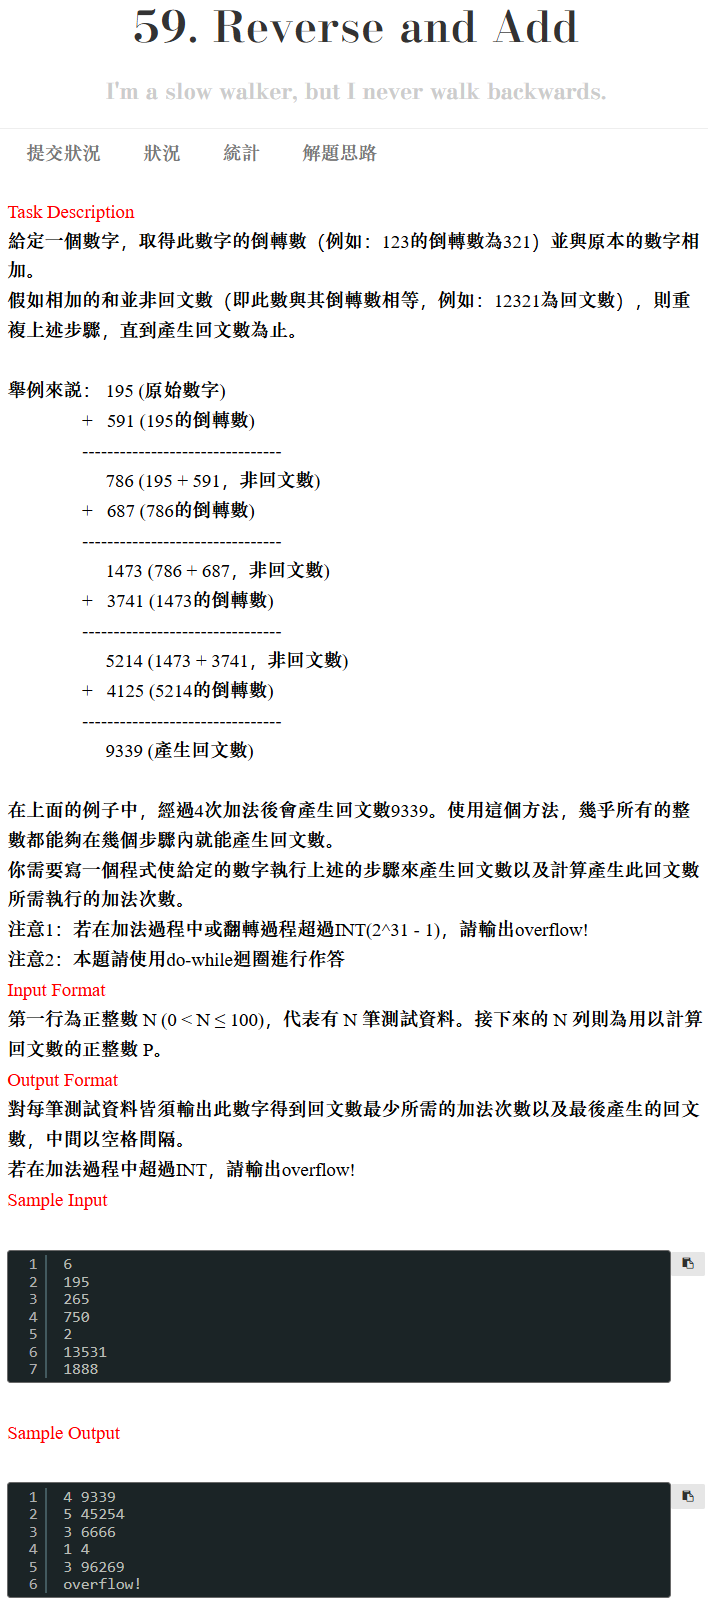 59. Reverse and Add
I'm a slow walker, but I never walk backwards.
提交狀況 狀況 統計 解題思路
Task Description
給定一個數字，取得此數字的倒轉數（例如：123的倒轉數為321）並與原本的數字相
加。
假如相加的和並非回文數（即此數與其倒轉數相等，例如：12321為回文數），則重
複上述步驟，直到產生回文數為止。
舉例來說： 195 (原始數字)
+ 591 (195的倒轉數)
--------------------------------
786 (195 + 591，非回文數)
+ 687 (786的倒轉數)
--------------------------------
1473 (786 + 687，非回文數)
+ 3741 (1473的倒轉數)
--------------------------------
5214 (1473 + 3741，非回文數)
+ 4125 (5214的倒轉數)
--------------------------------
9339 (產生回文數)
在上面的例子中，經過4次加法後會產生回文數9339。使用這個方法，幾乎所有的整
數都能夠在幾個步驟內就能產生回文數。
你需要寫一個程式使給定的數字執行上述的步驟來產生回文數以及計算產生此回文數
所需執行的加法次數。
注意1：若在加法過程中或翻轉過程超過INT(2^31 - 1)，請輸出overflow!
注意2：本題請使用do-while迴圈進行作答
Input Format
第一行為正整數 N (0 < N ≤ 100)，代表有 N 筆測試資料。接下來的 N 列則為用以計算
回文數的正整數 P。
Output Format
對每筆測試資料皆須輸出此數字得到回文數最少所需的加法次數以及最後產生的回文
數，中間以空格間隔。
若在加法過程中超過INT，請輸出overflow!
Sample Input
1 6
2 195
3 265
4 750
5 2
6 13531
7 1888
Sample Output
1 4 9339
2 5 45254
3 3 6666
4 1 4
5 3 96269
6 overflow!